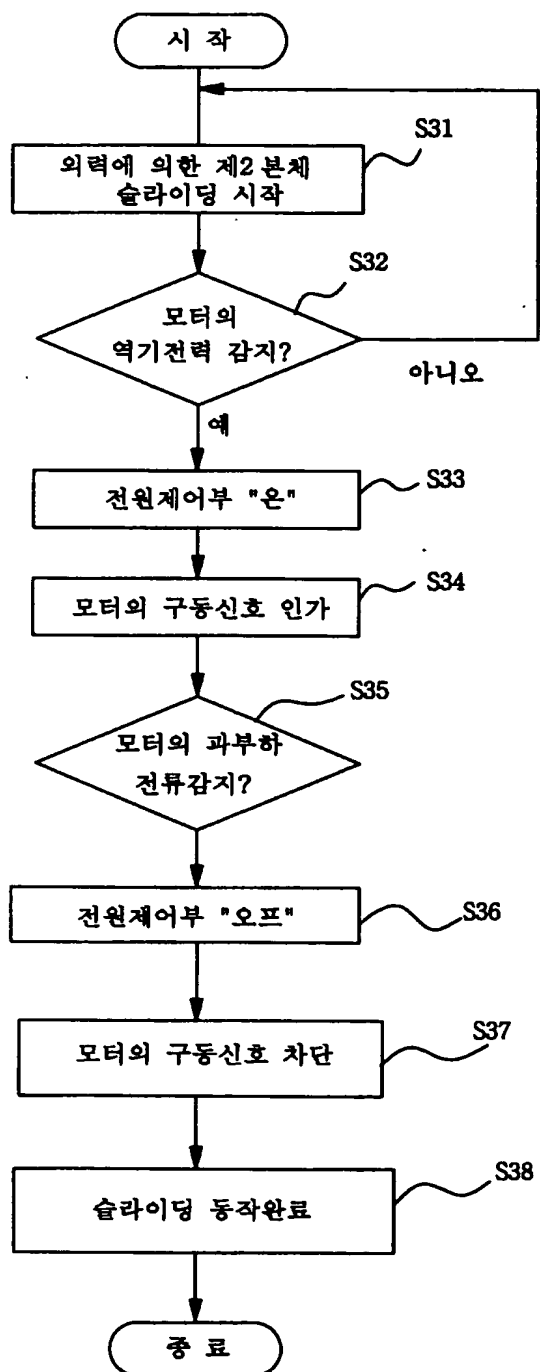 시 작
S31
외력에 의한 제2 본체
슬라이딩 시작
S32
모터의
역기전력 감지?
아니오
예
S33
전원제어부 "온"
S34
모터의 구동신호 인가
S35
모터의 과부하
전류감지?
전원제어부 "오프"
S36
모터의 구동신호 차단
S37
S38
슬라이딩 동작완료
종 료